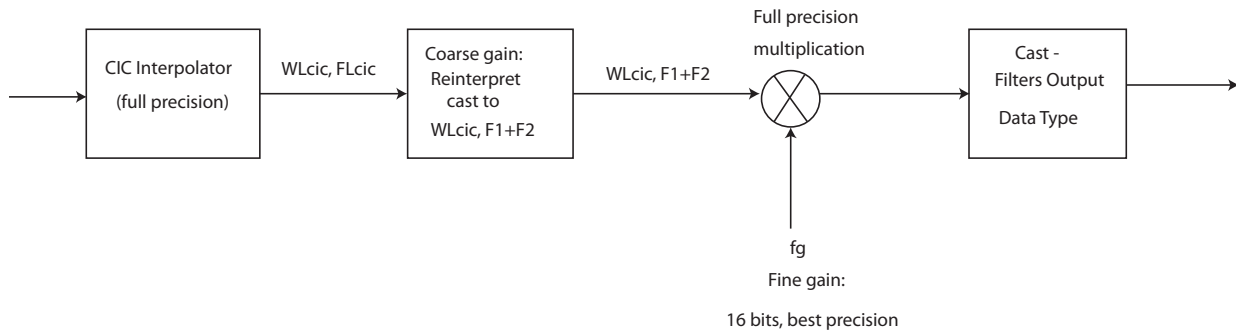 CIC Interpolator
(full precision)
WLcic, FLcic
Coarse gain:
Reinterpret
cast to
WLcic, F1+F2
WLcic, F1+F2
Full precision
multiplication
fg
Fine gain:
16 bits, best precision
Cast -
Filters Output
Data Type